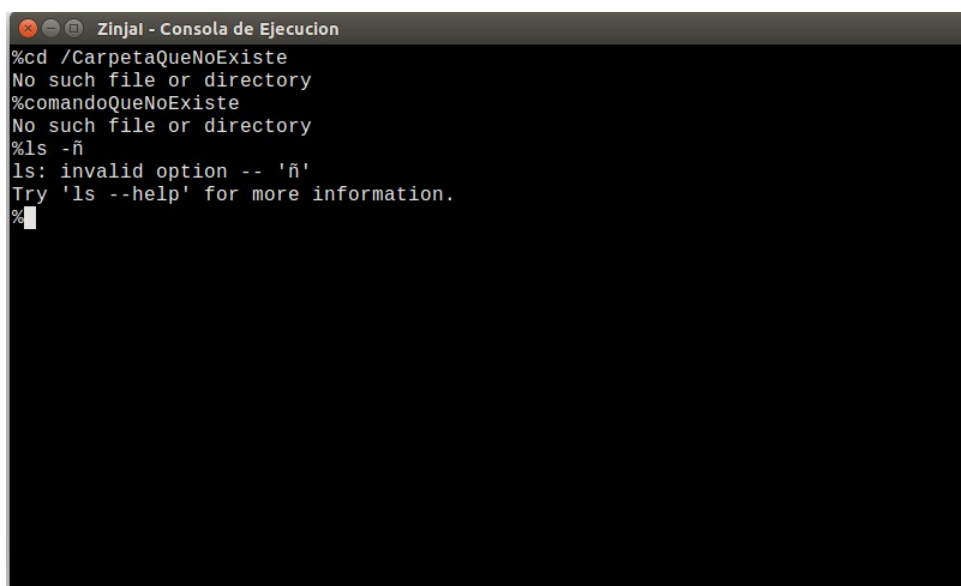 ZinjaI - Consola de Ejecucion
%cd /CarpetaQueNoExiste
No such file or directory
%comandoQueNoExiste
No such file or directory
%ls -ñ
ls: invalid option -- 'ñ'
Try 'ls --help' for more information.
%